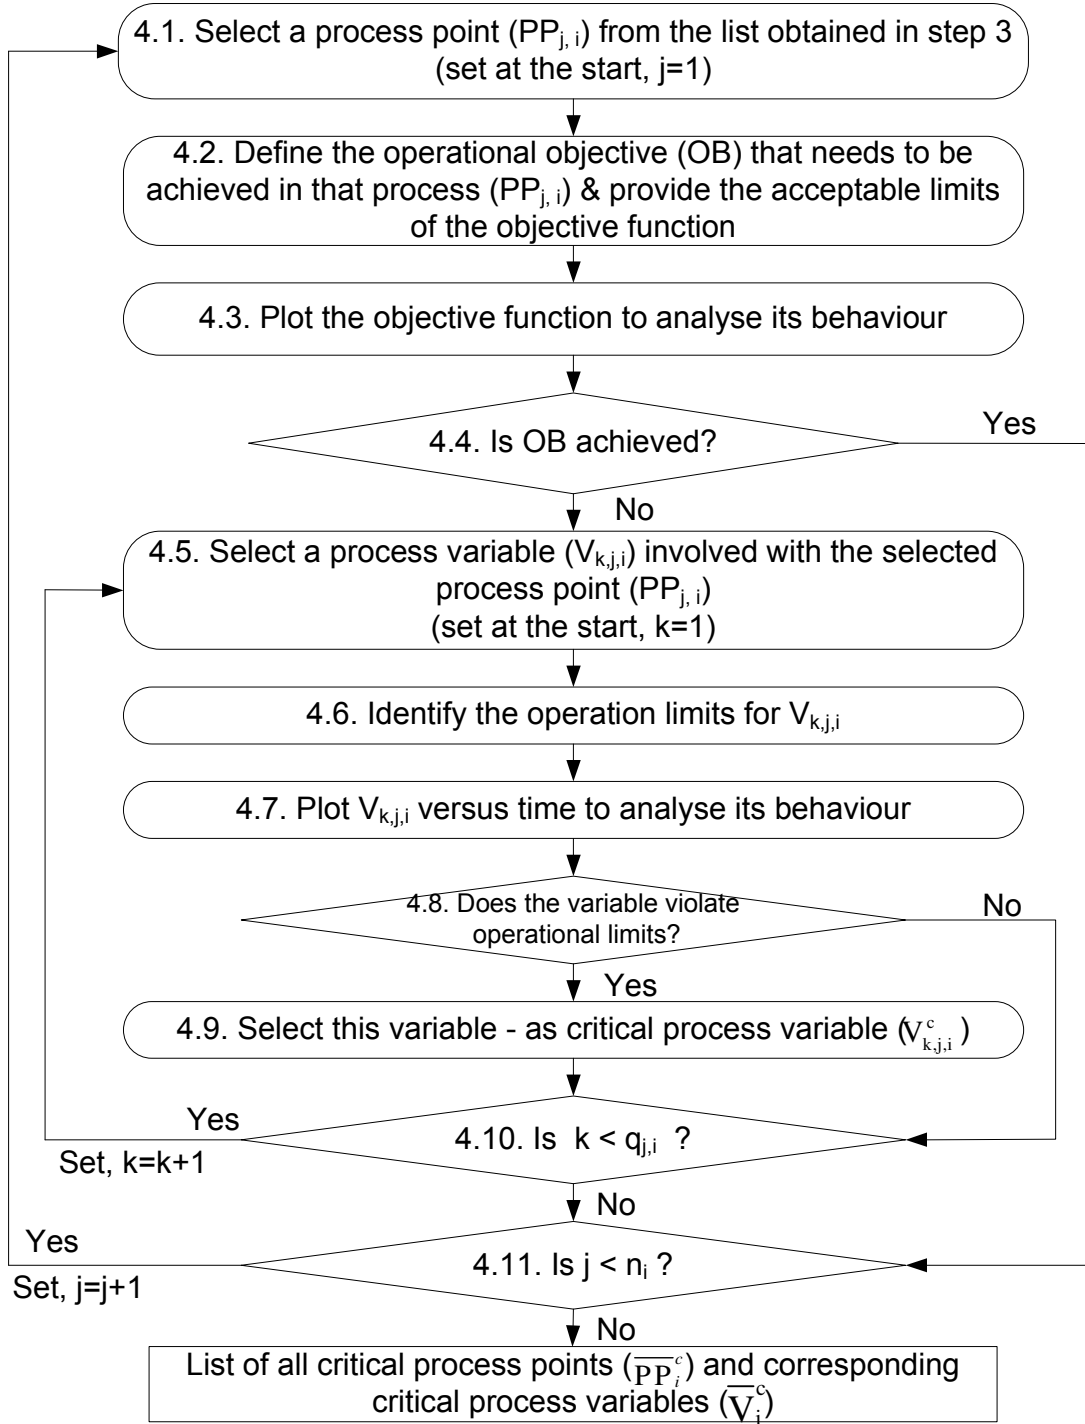 4.1. Select a process point (PPj, i) from the list obtained in step 3
(set at the start, j=1)
4.2. Define the operational objective (OB) that needs to be
achieved in that process (PPj, i) & provide the acceptable limits
of the objective function
4.3. Plot the objective function to analyse its behaviour
4.4. Is OB achieved?
Yes
No
4.5. Select a process variable (Vk,j,i) involved with the selected
process point (PPj, i)
(set at the start, k=1)
4.6. Identify the operation limits for Vk,j,i
4.7. Plot Vk,j,i versus time to analyse its behaviour
4.8. Does the variable violate
operational limits?
No
Yes
4.9. Select this variable - as critical process variable (V^c k,j,i)
Yes
4.10. Is k < qj,i ?
Set, k=k+1
No
Yes
4.11. Is j < ni ?
Set, j=j+1
No
List of all critical process points (PP^c i) and corresponding
critical process variables (V^c i)